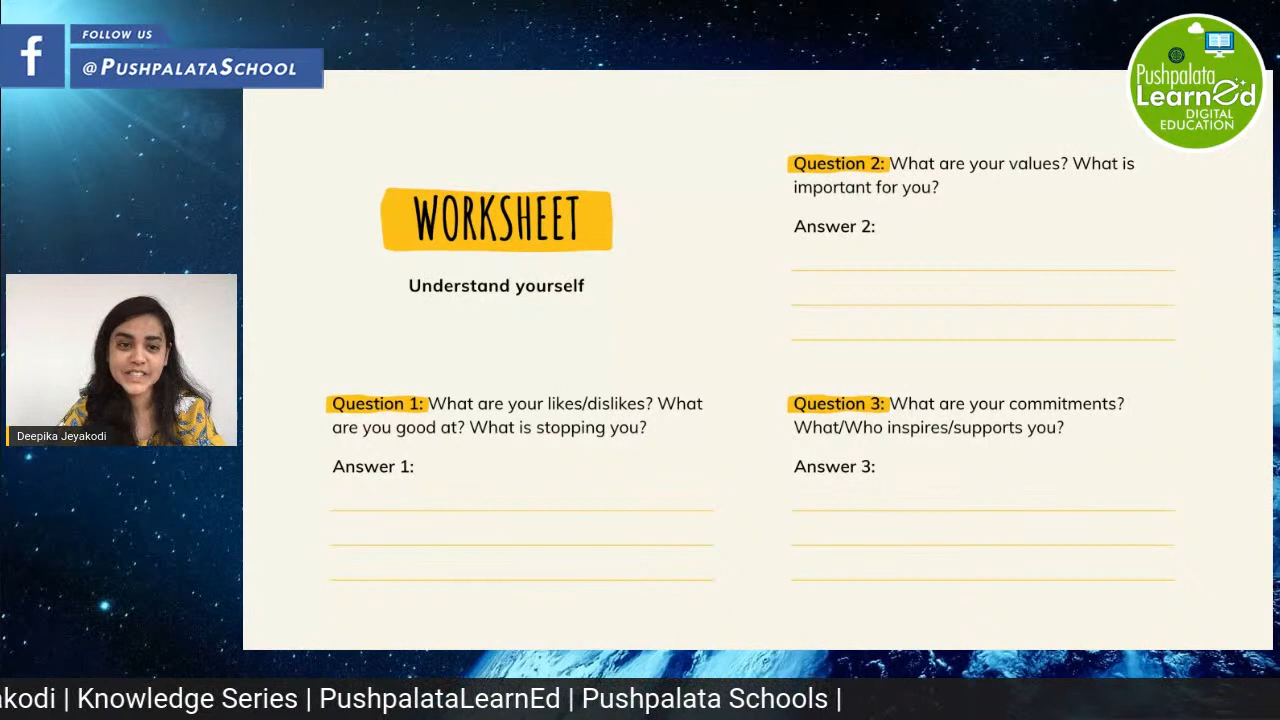 FOLLOW US
@PUSHPALATASCHOOL
Pushpalata
LearnEd
DIGITAL
EDUCATION
WORKSHEET
Understand yourself
Question 1: What are your likes/dislikes? What
are you good at? What is stopping you?
Answer 1:
Question 2: What are your values? What is
important for you?
Answer 2:
Question 3: What are your commitments?
What/Who inspires/supports you?
Answer 3:
Deepika Jeyakodi
akodi | Knowledge Series | PushpalataLearnEd | Pushpalata Schools |